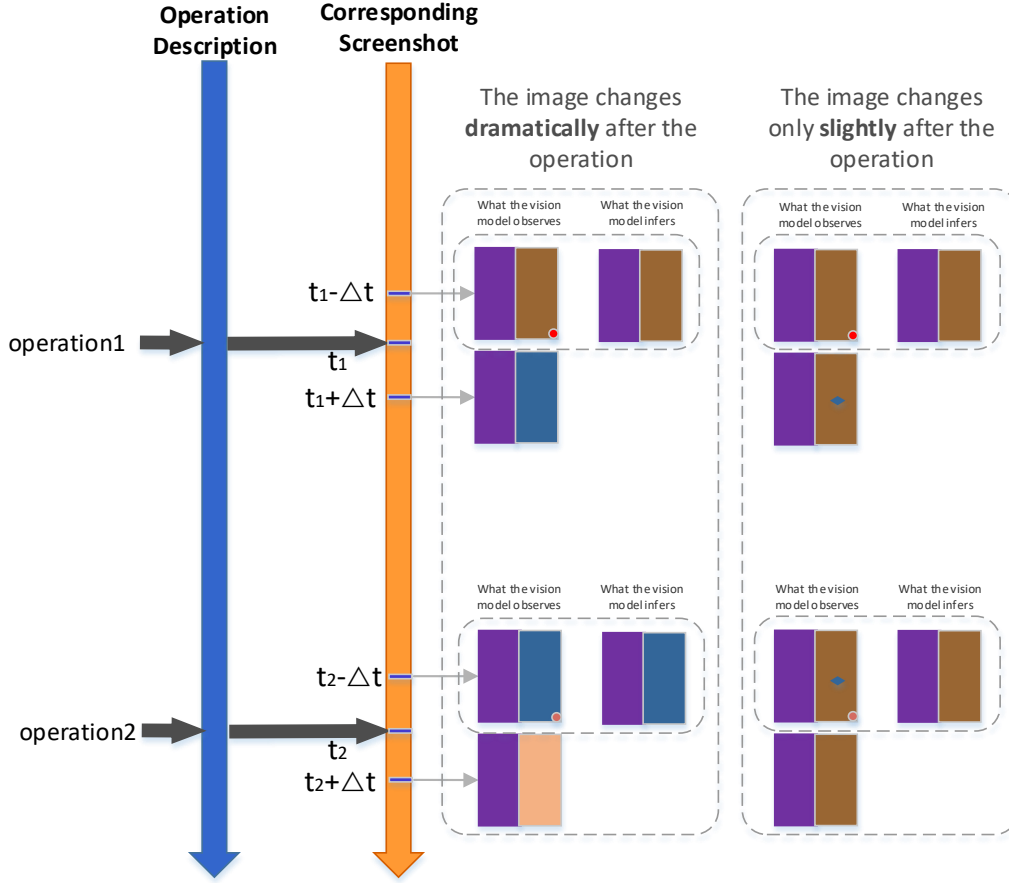 Operation
Description
Corresponding
Screenshot
The image changes
dramatically after the
operation
The image changes
only slightly after the
operation
What the vision
model observes
What the vision
model infers
What the vision
model observes
What the vision
model infers
t1-△t
operation1
t1
t1+△t
What the vision
model observes
What the vision
model infers
What the vision
model observes
What the vision
model infers
t2-△t
operation2
t2
t2+△t